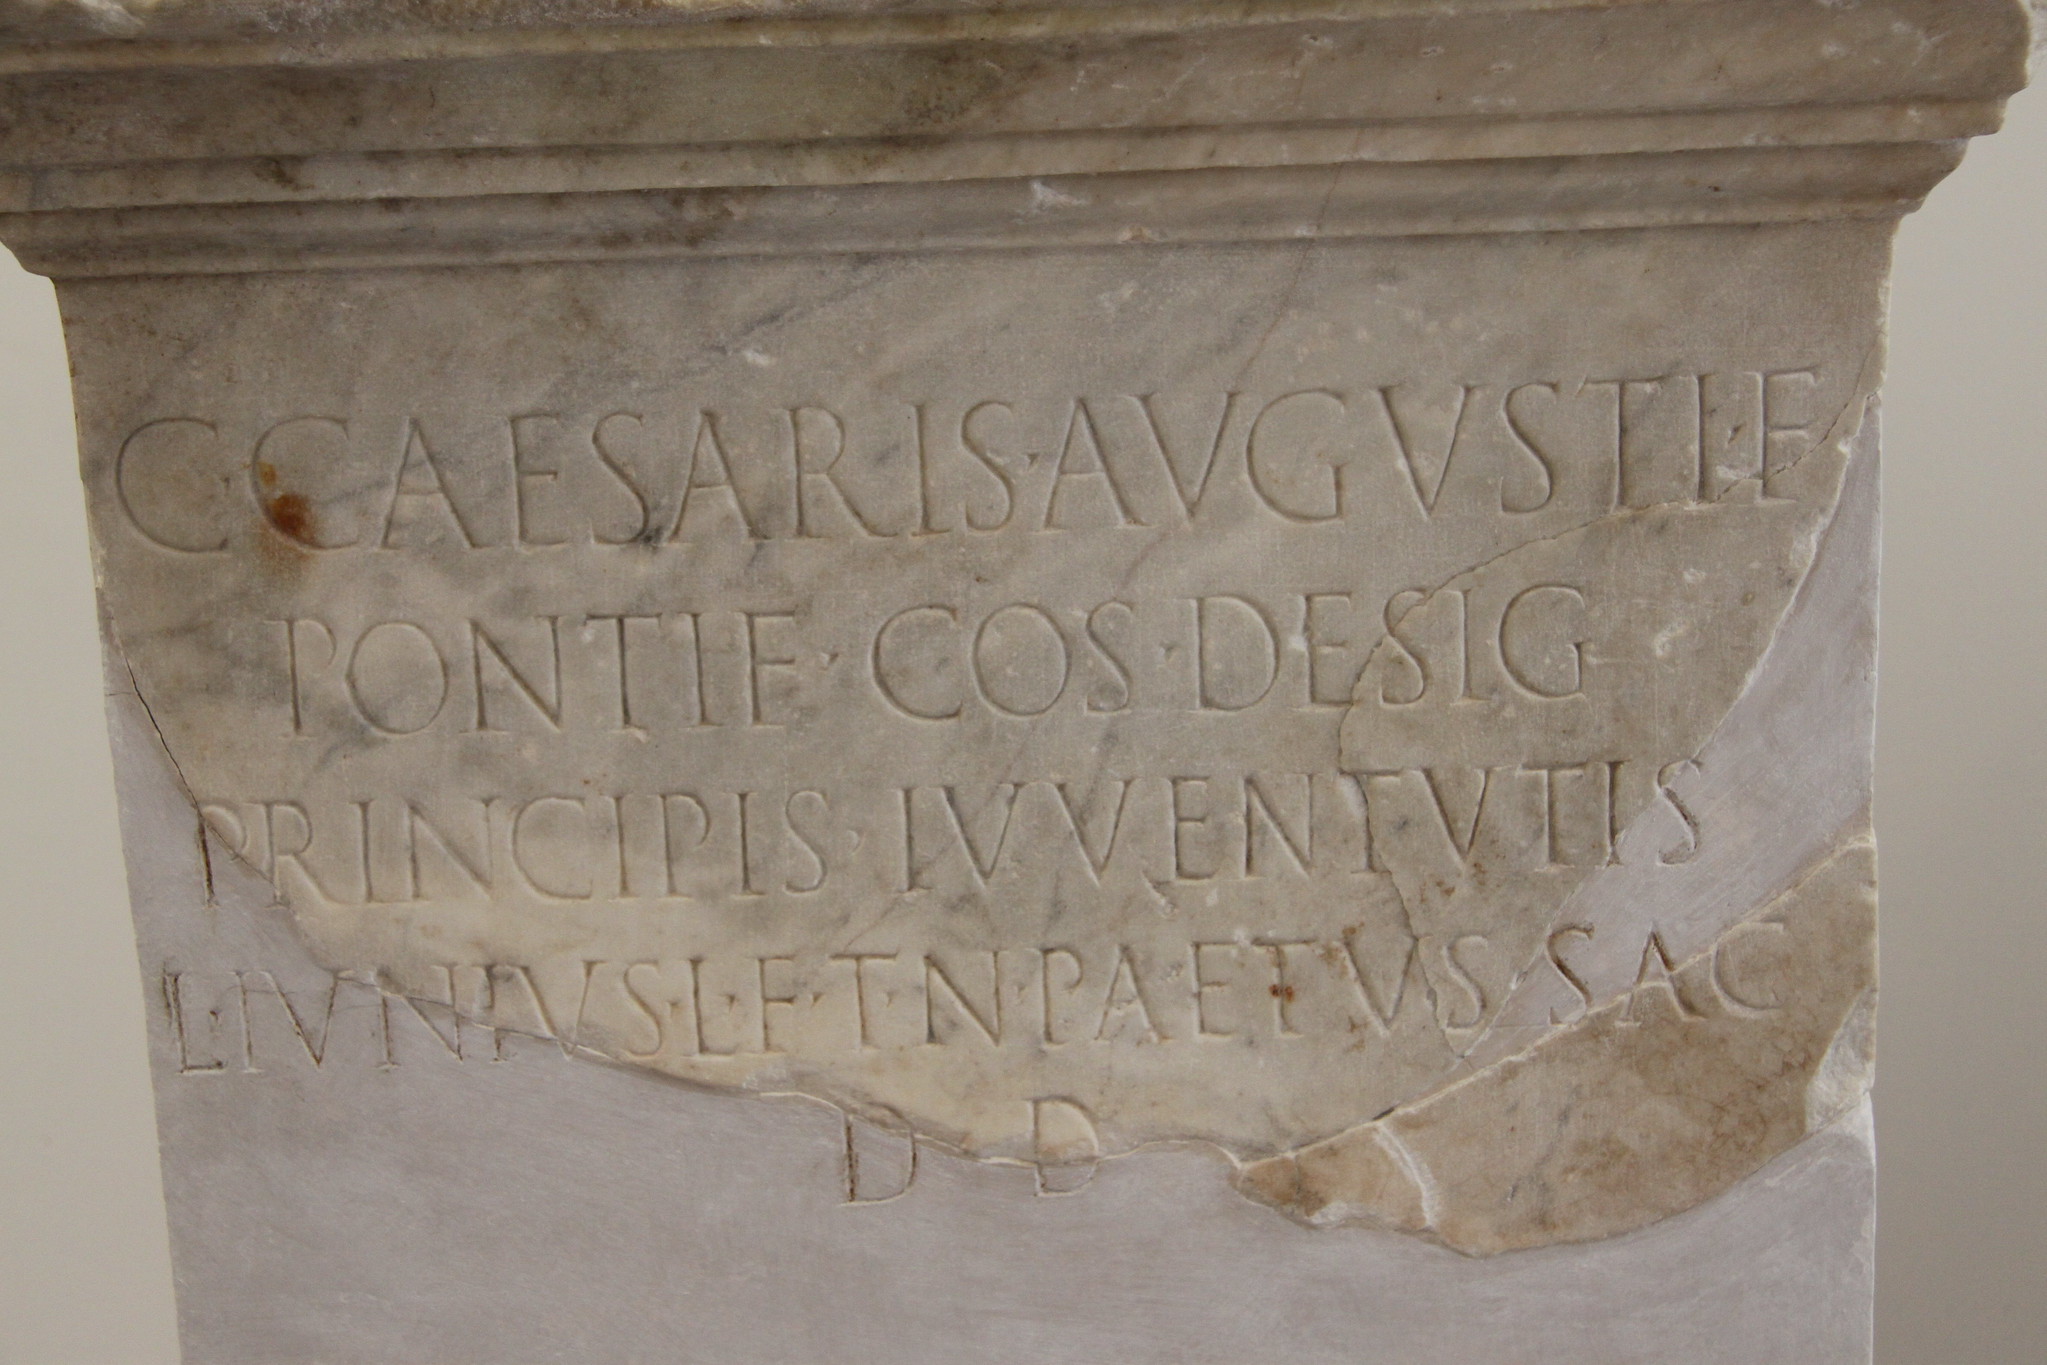 C·CAESARIS·AVGVSTI·F
PONTIF·COS·DESIG
PRINCIPIS·IVVENTVTIS
L·IVNIVS·L·F·T·N·PAETVS SAC
D D